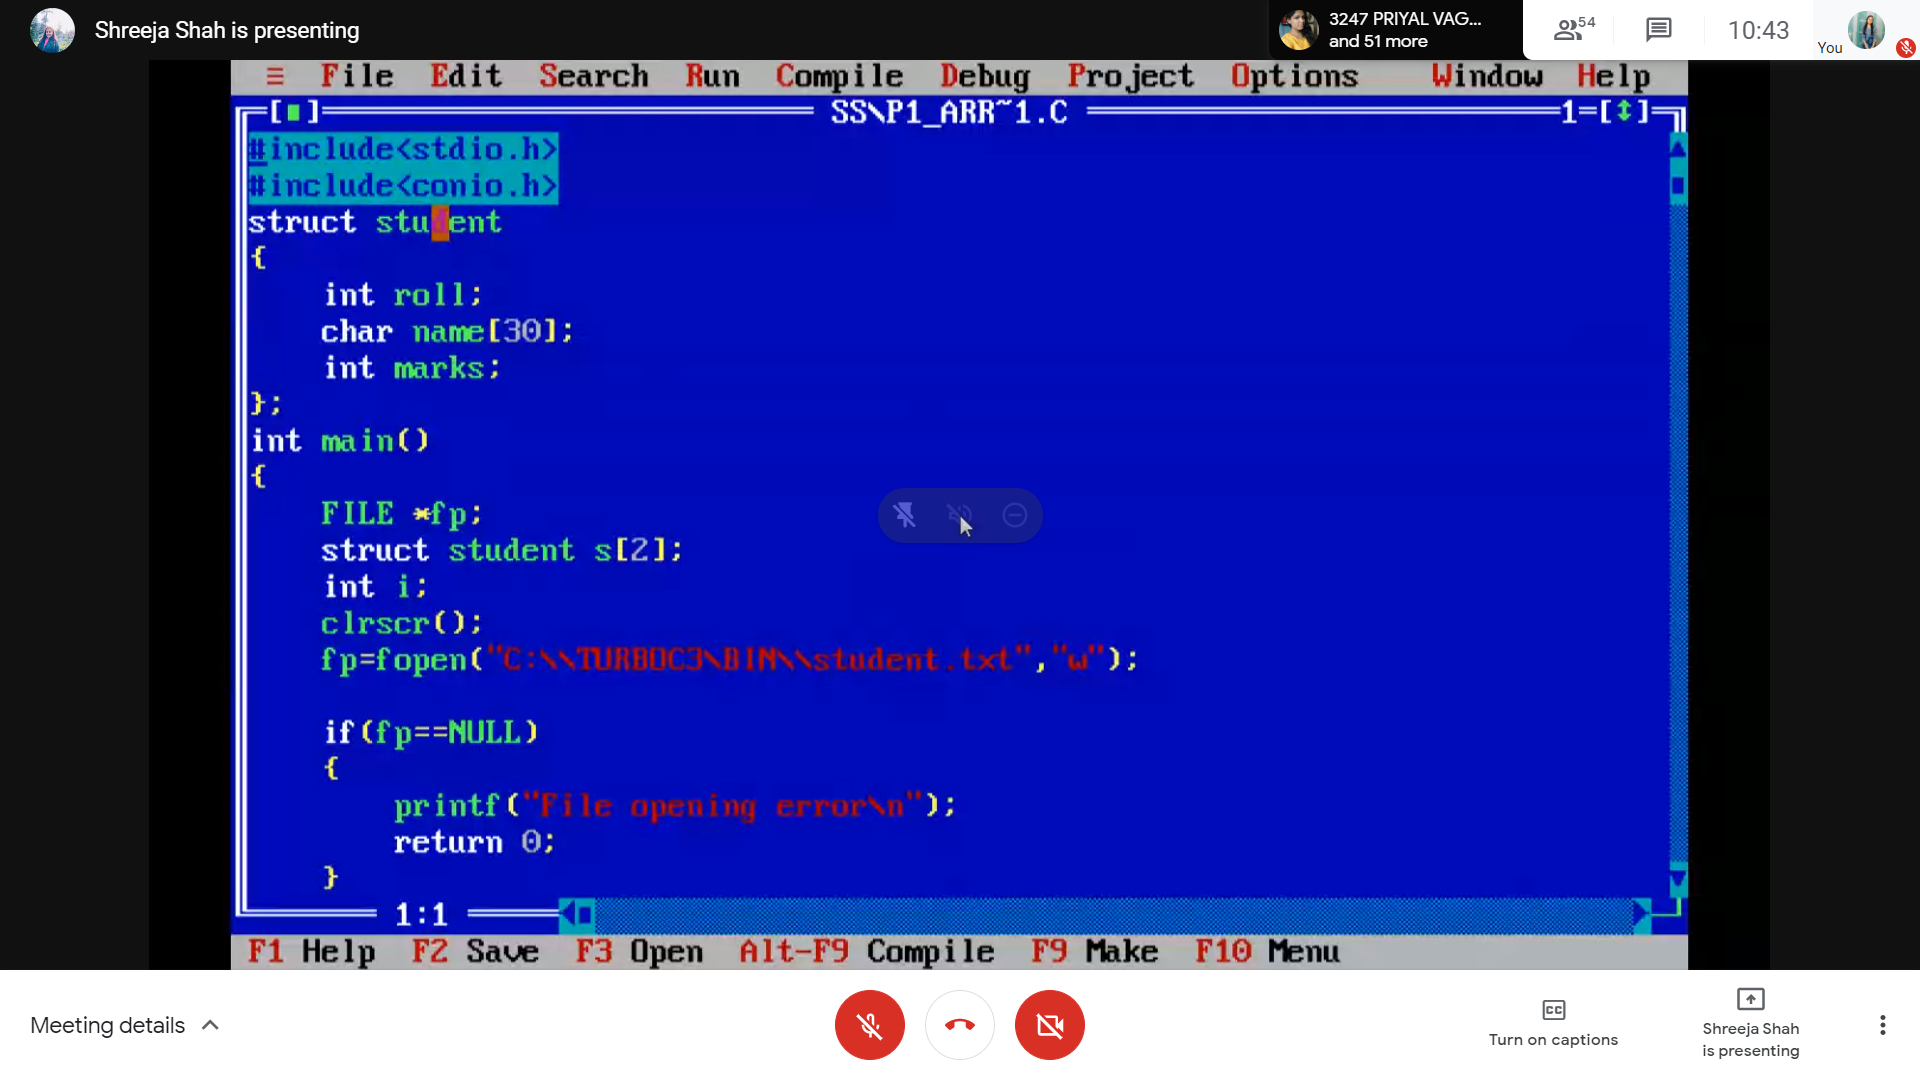 Shreeja Shah is presenting
3247 PRIYAL VAG...
and 51 more
54
10:43
You
≡ File Edit Search Run Compile Debug Project Options Window Help
[■] SS\P1_ARR~1.C 1=[↕]
#include<stdio.h>
#include<conio.h>
struct student
{
int roll;
char name[30];
int marks;
};
int main()
{
FILE *fp;
struct student s[2];
int i;
clrscr();
fp=fopen("C:\\TURBOC3\BIN\\student.txt","w");
if(fp==NULL)
{
printf("File opening error\n");
return 0;
}
1:1
F1 Help F2 Save F3 Open Alt-F9 Compile F9 Make F10 Menu
Meeting details
CC
Turn on captions
Shreeja Shah
is presenting